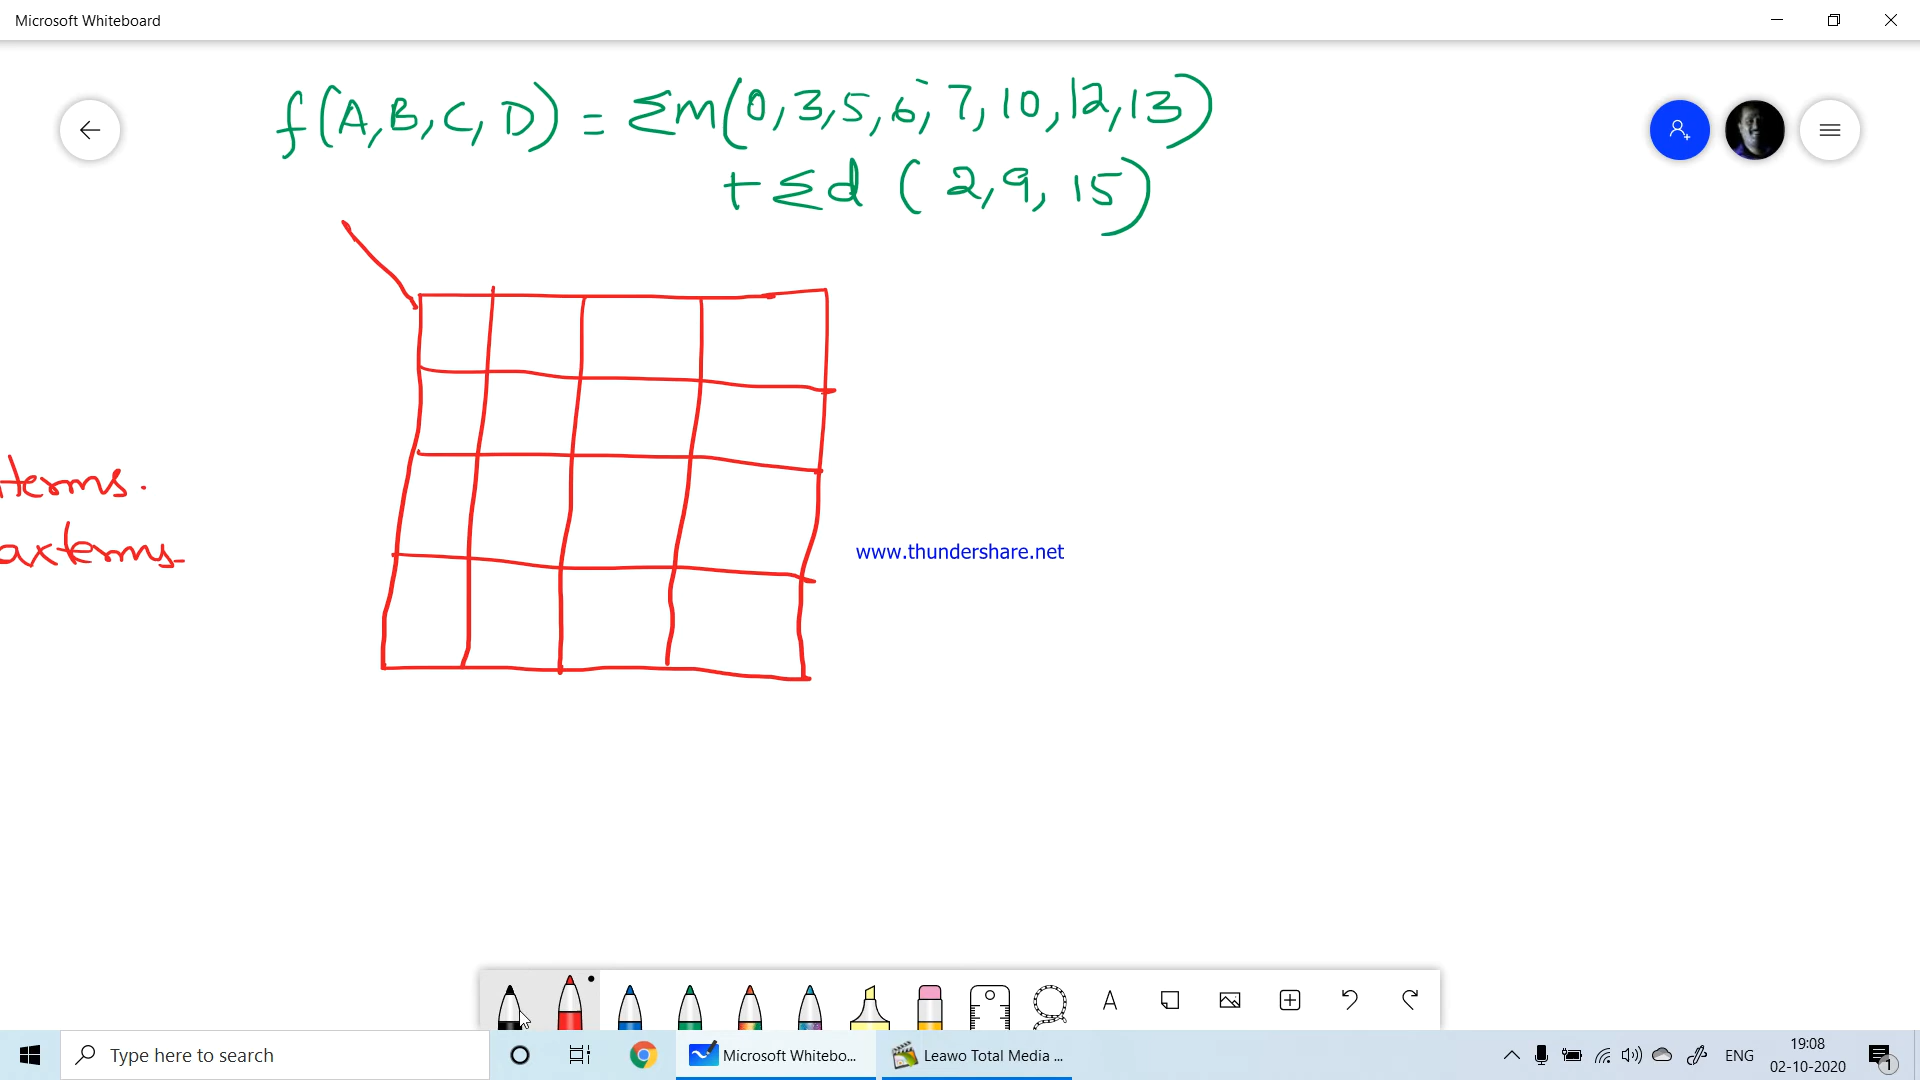 Microsoft Whiteboard
f(A,B,C,D) = Σm(0,3,5,6,7,10,12,13)
+ Σd (2,9,15)
terms.
axterms
www.thundershare.net
A
Type here to search
Microsoft Whitebo...
Leawo Total Media ...
ENG
19:08
02-10-2020
1